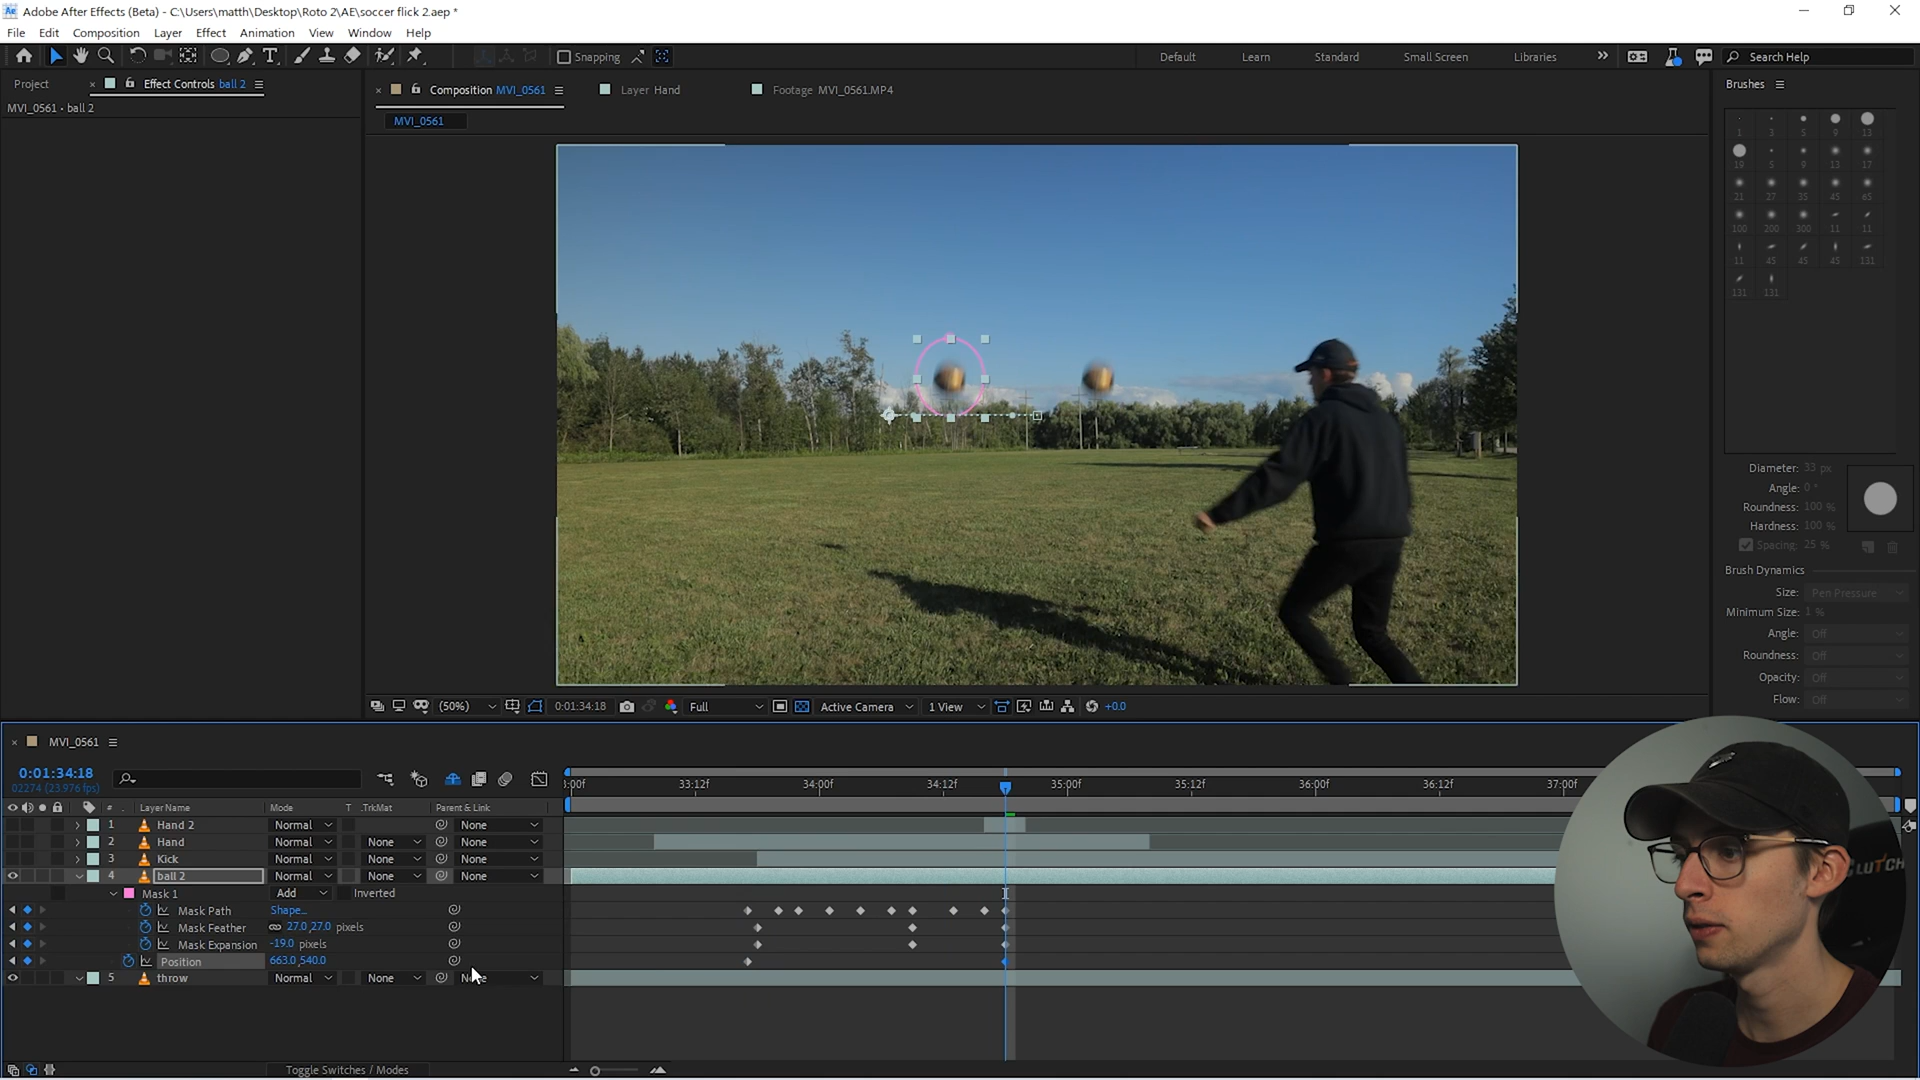 Adobe After Effects (Beta) - C:\Users\matth\Desktop\Roto 2\AE\soccer flick 2.aep *
File Edit Composition Layer Effect Animation View Window Help
Snapping Default Learn Standard Small Screen Libraries Search Help
Project Effect Controls ball 2 Composition MVI_0561 Layer Hand Footage MVI_0561.MP4 Brushes
MVI_0561 • ball 2
MVI_0561
1 3 5 9 13
19 5 9 13 17
21 27 35 45 65
100 200 300 11 11
11 45 45 45 131
131 131
Diameter: 33 px
Angle: 0 °
Roundness: 100 %
Hardness: 100 %
Spacing: 25 %
Brush Dynamics
Size: Pen Pressure
Minimum Size: 1 %
Angle: Off
Roundness: Off
Opacity: Off
Flow: Off
(50%) 0:01:34:18 Full Active Camera 1 View +0.0
MVI_0561
0:01:34:18
02274 (23.976 fps)
:00f 33:12f 34:00f 34:12f 35:00f 35:12f 36:00f 36:12f 37:00f
# Layer Name Mode T .TrkMat Parent & Link
1 Hand 2 Normal None
2 Hand Normal None None
3 Kick Normal None None
4 ball 2 Normal None None
Mask 1 Add Inverted
Mask Path Shape...
Mask Feather 27.0,27.0 pixels
Mask Expansion -19.0 pixels
Position 663.0,540.0
5 throw Normal None None
Toggle Switches / Modes